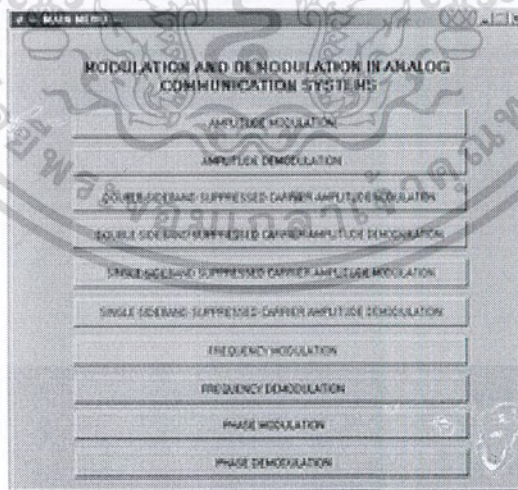 MAIN MENU
MODULATION AND DEMODULATION IN ANALOG
COMMUNICATION SYSTEMS
AMPLITUDE MODULATION
AMPLITUDE DEMODULATION
DOUBLE-SIDEBAND-SUPPRESSED-CARRIER AMPLITUDE MODULATION
DOUBLE-SIDEBAND-SUPPRESSED-CARRIER AMPLITUDE DEMODULATION
SINGLE-SIDEBAND-SUPPRESSED-CARRIER AMPLITUDE MODULATION
SINGLE-SIDEBAND-SUPPRESSED-CARRIER AMPLITUDE DEMODULATION
FREQUENCY MODULATION
FREQUENCY DEMODULATION
PHASE MODULATION
PHASE DEMODULATION